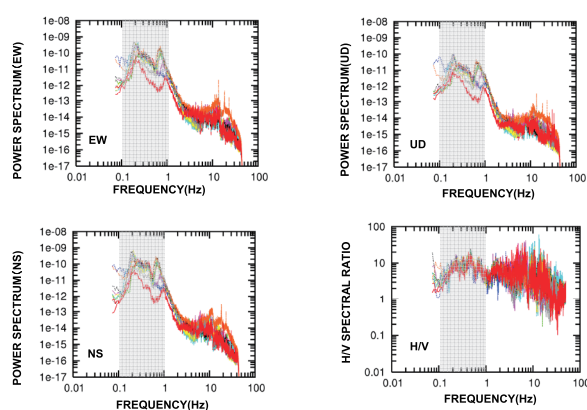 POWER SPECTRUM(EW)
1e-08
1e-09
1e-10
1e-11
1e-12
1e-13
1e-14
1e-15
1e-16
1e-17
EW
0.01 0.1 1 10 100
FREQUENCY(Hz)
POWER SPECTRUM(UD)
1e-08
1e-09
1e-10
1e-11
1e-12
1e-13
1e-14
1e-15
1e-16
1e-17
UD
0.01 0.1 1 10 100
FREQUENCY(Hz)
POWER SPECTRUM(NS)
1e-08
1e-09
1e-10
1e-11
1e-12
1e-13
1e-14
1e-15
1e-16
1e-17
NS
0.01 0.1 1 10 100
FREQUENCY(Hz)
H/V SPECTRAL RATIO
100
10
1
0.1
0.01
H/V
0.01 0.1 1 10 100
FREQUENCY(Hz)